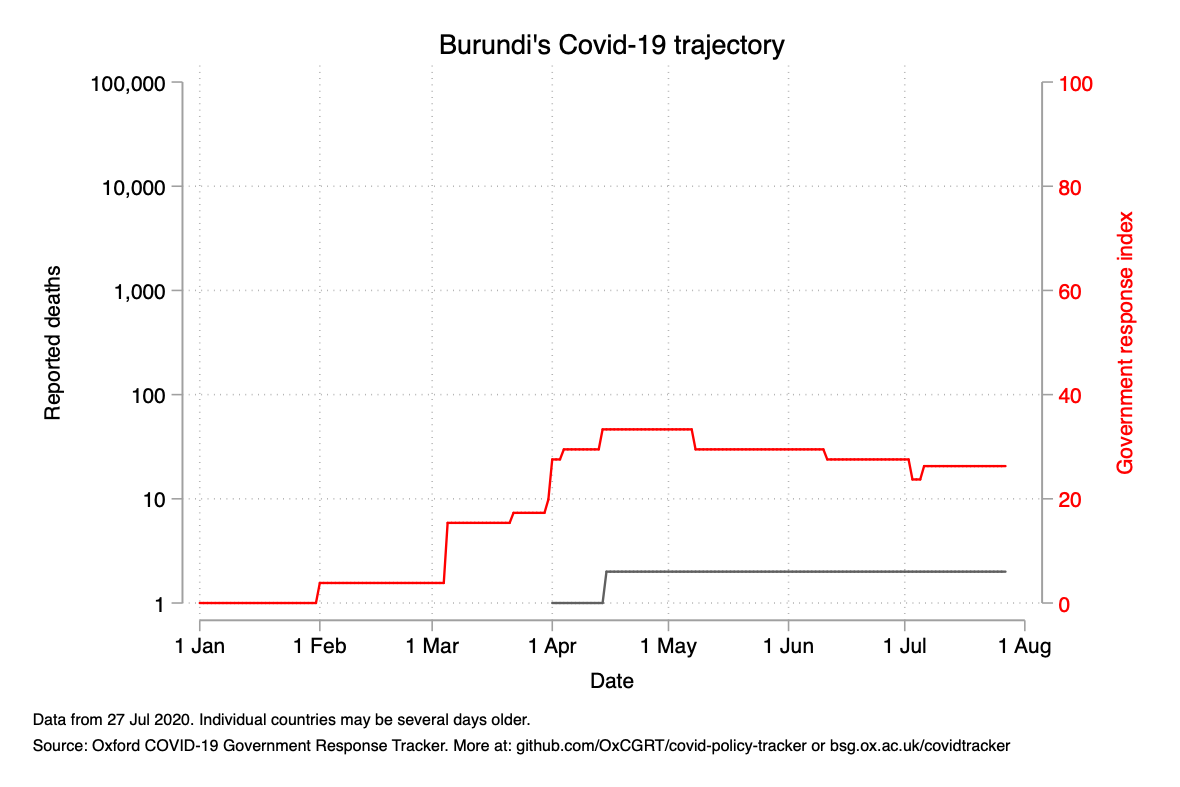 Burundi's Covid-19 trajectory
100,000
10,000
1,000
100
10
1
Reported deaths
100
80
60
40
20
0
Government response index
1 Jan 1 Feb 1 Mar 1 Apr 1 May 1 Jun 1 Jul 1 Aug
Date
Data from 27 Jul 2020. Individual countries may be several days older.
Source: Oxford COVID-19 Government Response Tracker. More at: github.com/OxCGRT/covid-policy-tracker or bsg.ox.ac.uk/covidtracker